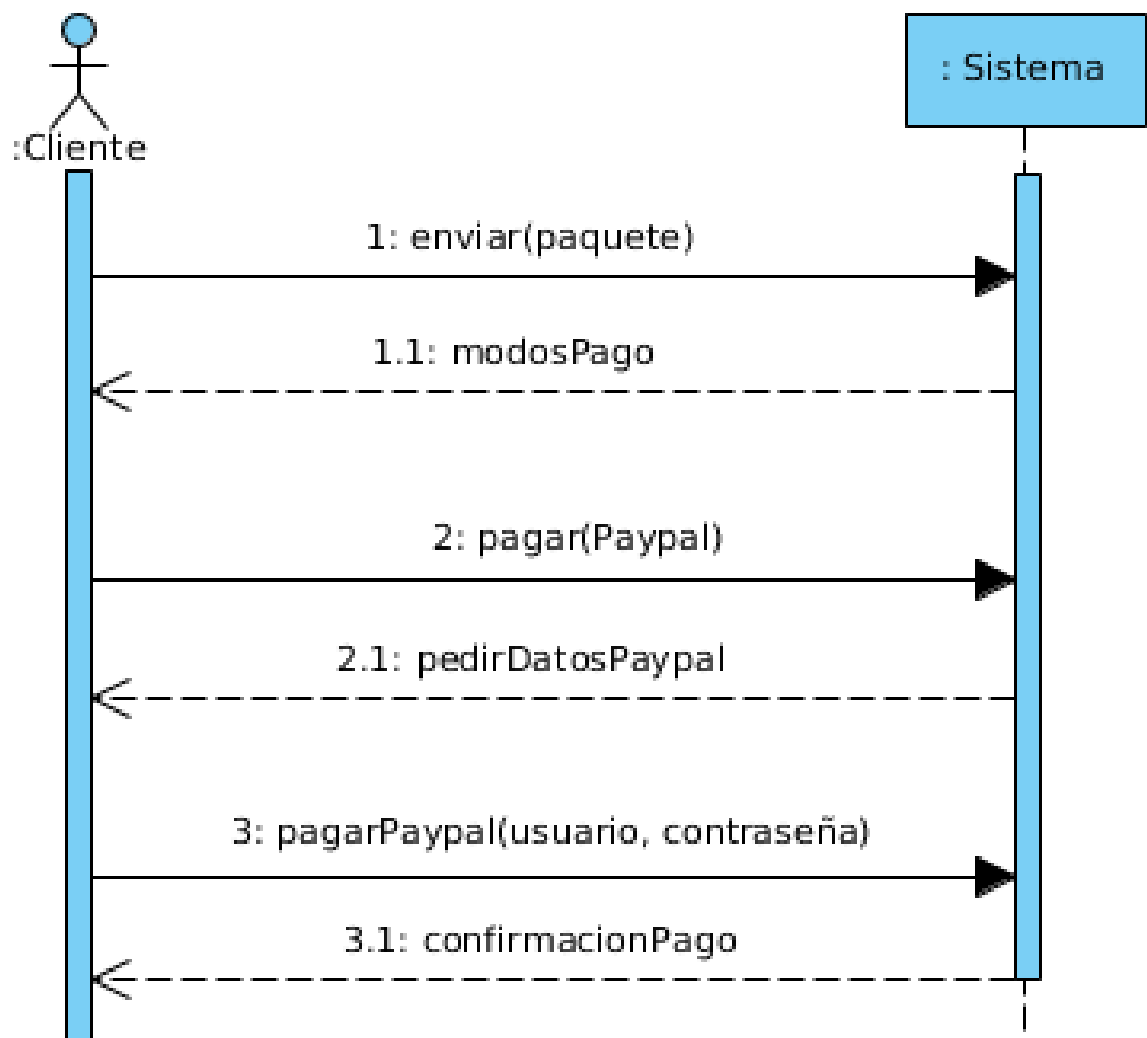 :Cliente
: Sistema
1: enviar(paquete)
1.1: modosPago
2: pagar(Paypal)
2.1: pedirDatosPaypal
3: pagarPaypal(usuario, contraseña)
3.1: confirmacionPago